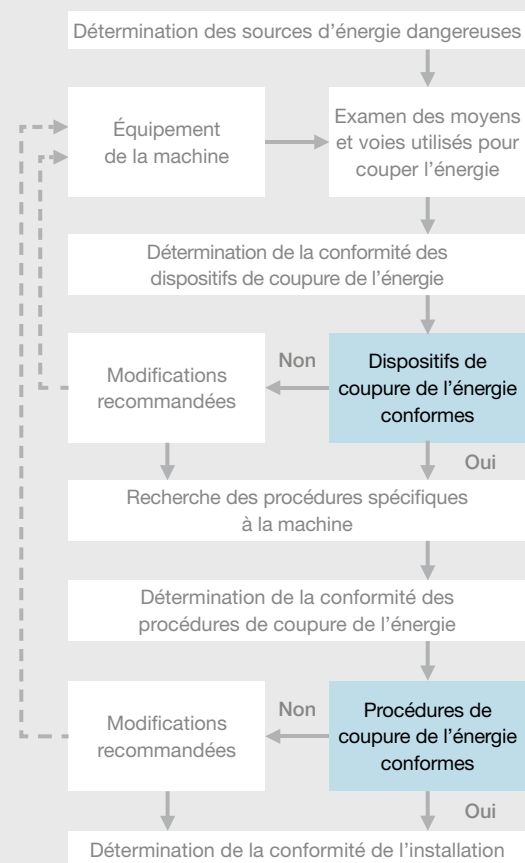 Détermination des sources d'énergie dangereuses
Équipement
de la machine
Examen des moyens
et voies utilisés pour
couper l'énergie
Détermination de la conformité des
dispositifs de coupure de l'énergie
Modifications
recommandées
Non
Dispositifs de
coupure de l'énergie
conformes
Oui
Recherche des procédures spécifiques
à la machine
Détermination de la conformité des
procédures de coupure de l'énergie
Modifications
recommandées
Non
Procédures de
coupure de l'énergie
conformes
Oui
Détermination de la conformité de l'installation